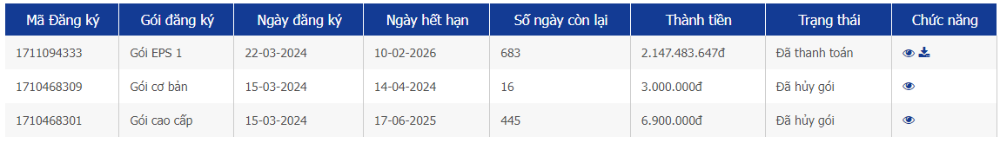 Mã Đăng ký Gói đăng ký Ngày đăng ký Ngày hết hạn Số ngày còn lại Thành tiền Trạng thái Chức năng
1711094333 Gói EPS 1 22-03-2024 10-02-2026 683 2.147.483.647đ Đã thanh toán
1710468309 Gói cơ bản 15-03-2024 14-04-2024 16 3.000.000đ Đã hủy gói
1710468301 Gói cao cấp 15-03-2024 17-06-2025 445 6.900.000đ Đã hủy gói